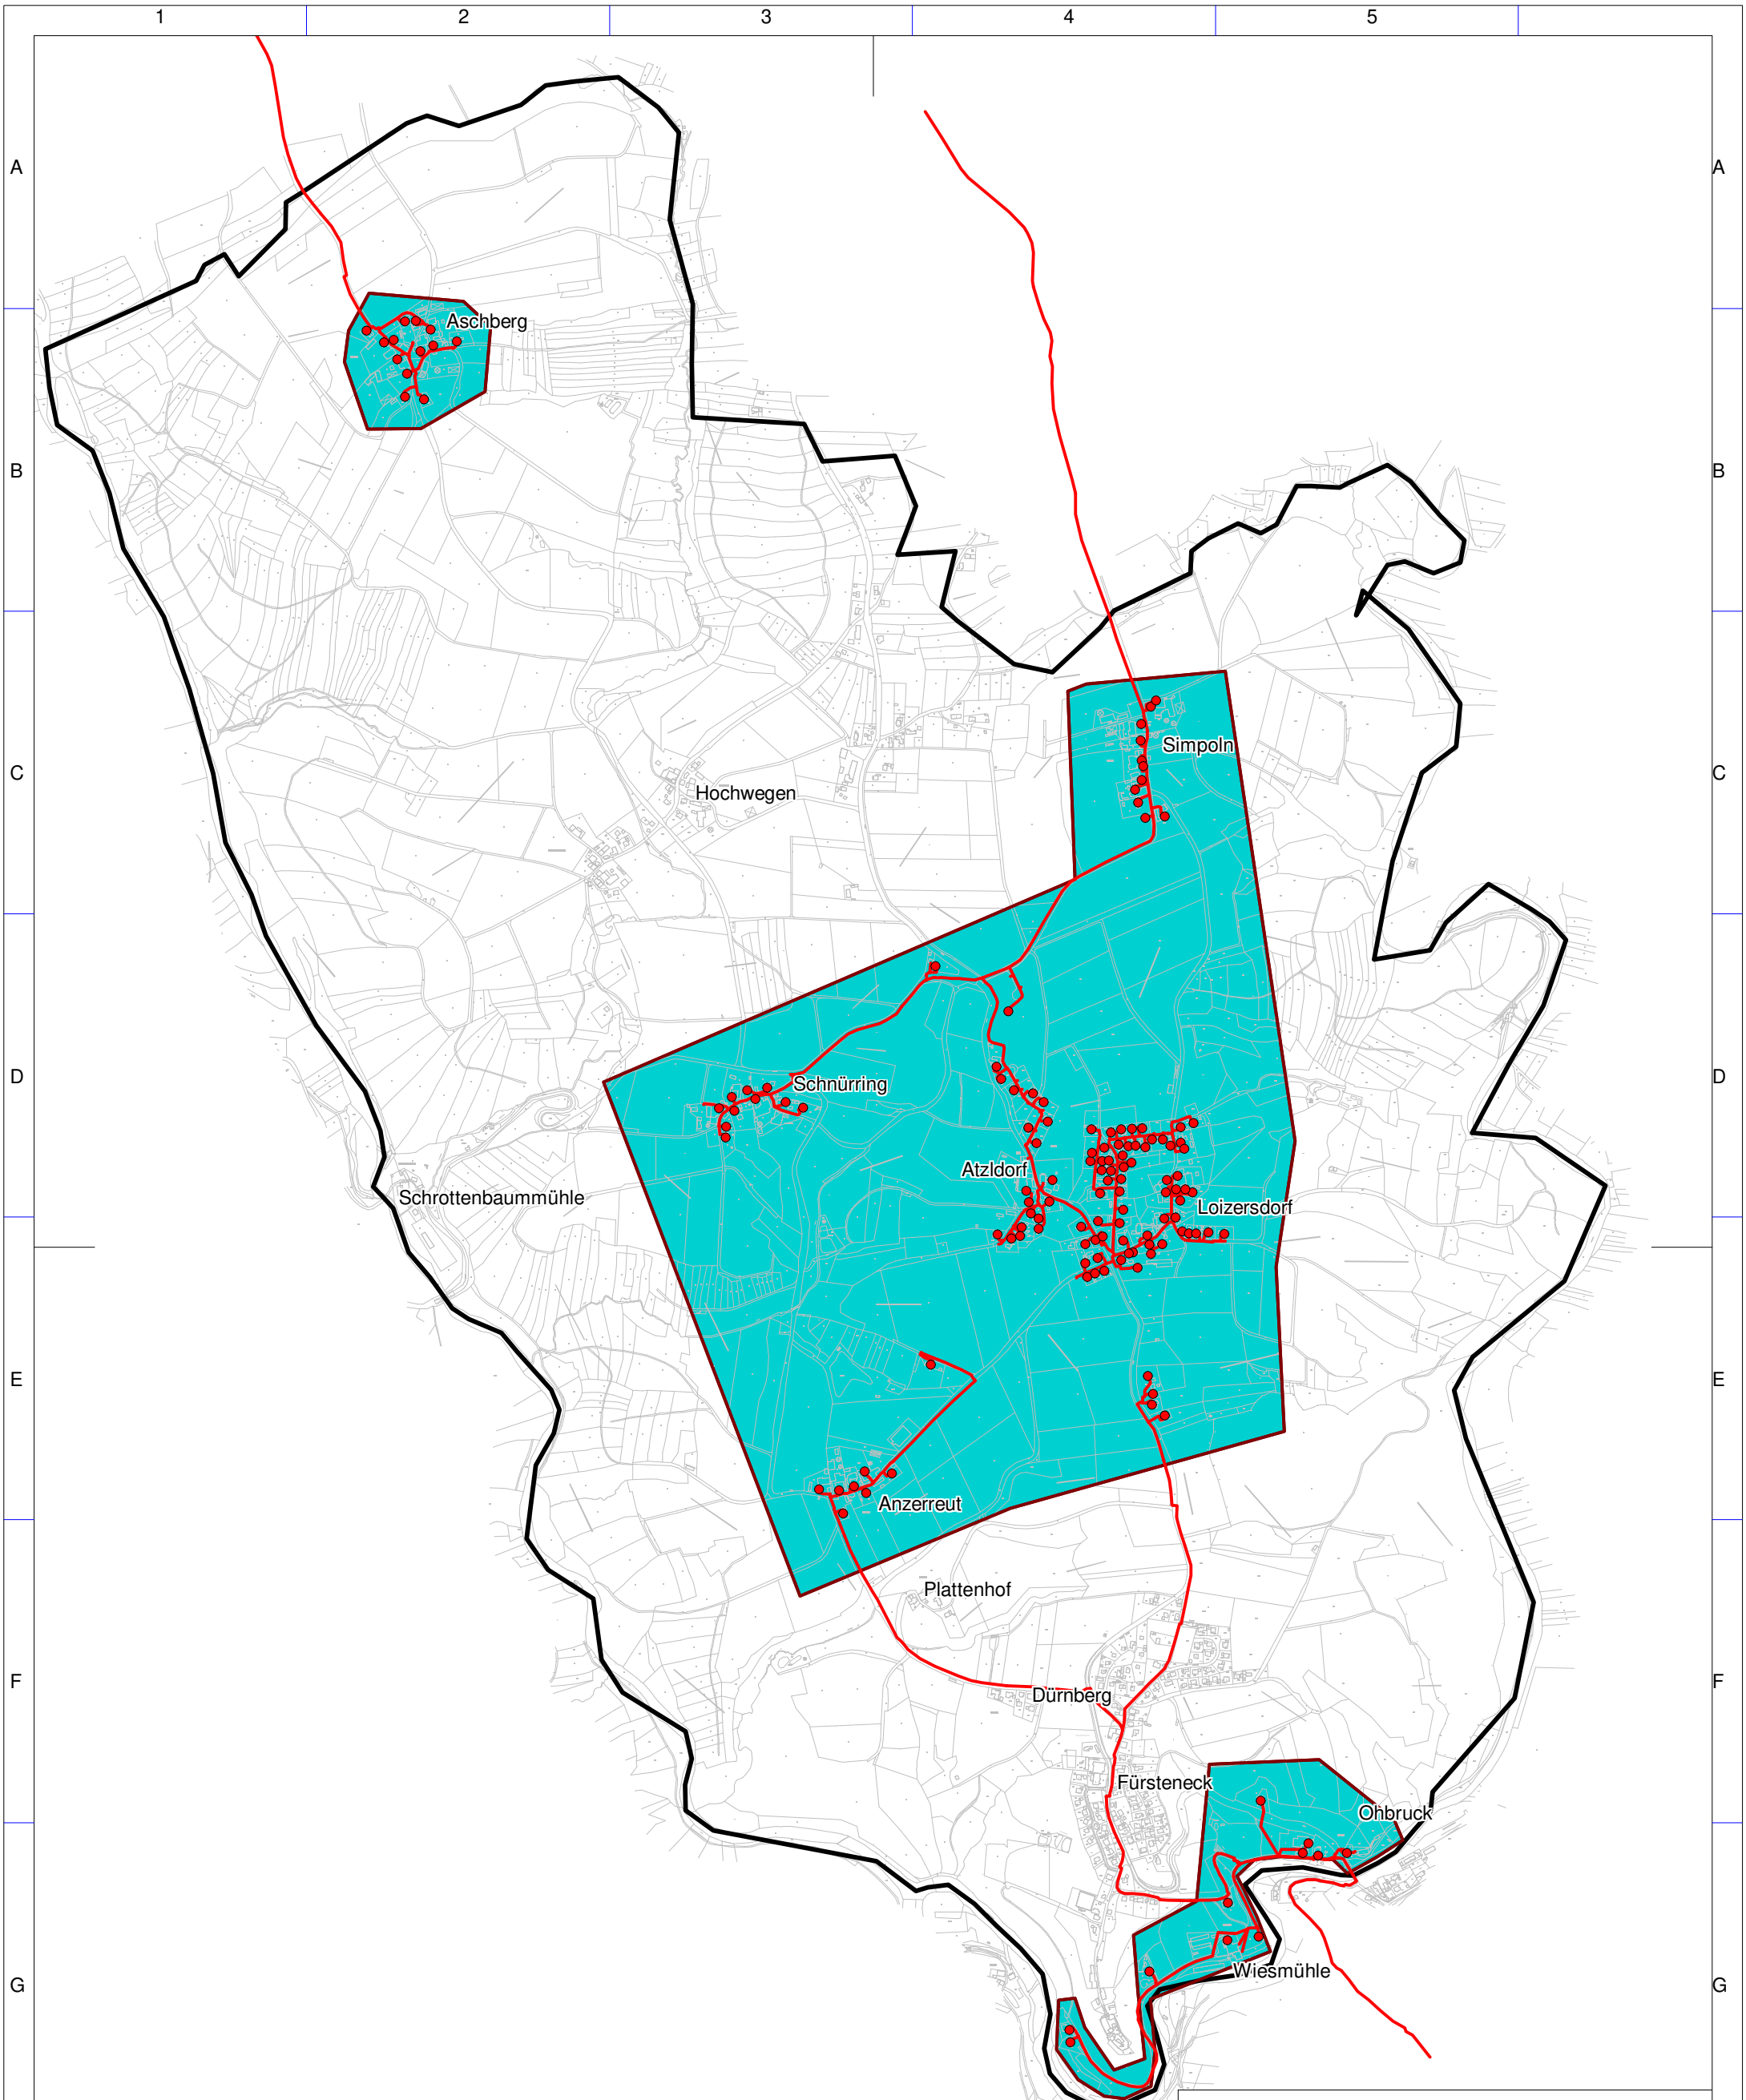 1 2 3 4 5
A A
Aschberg
B B
Simpoln
C C
Hochwegen
D D
Schnürring
Atzldorf
Schrottenbaummühle
Loizersdorf
E E
Anzerreut
Plattenhof
F F
Dürnberg
Fürsteneck
Ohbruck
Wiesmühle
G G